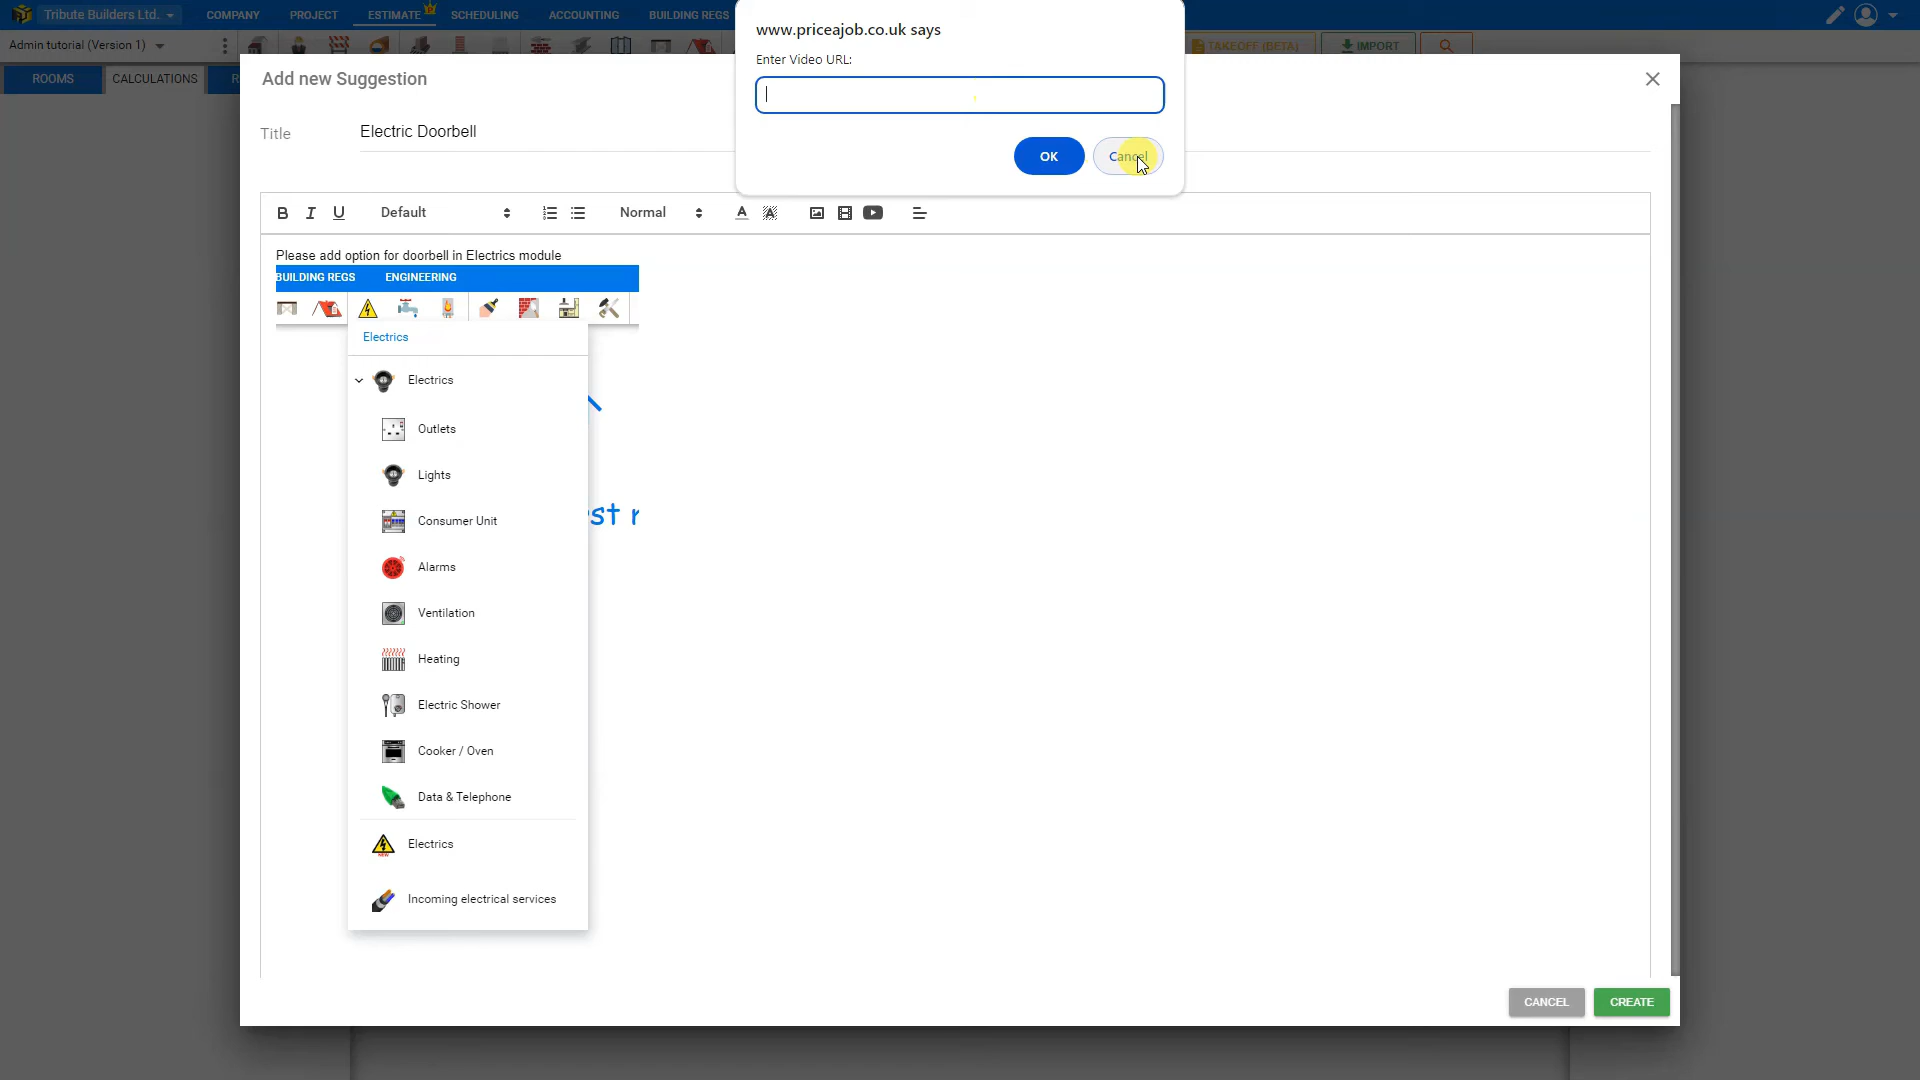 Tribute Builders Ltd.
COMPANY
PROJECT
ESTIMATE
SCHEDULING
ACCOUNTING
BUILDING REGS
Admin tutorial (Version 1)
TAKEOFF (BETA)
IMPORT
ROOMS
CALCULATIONS
www.priceajob.co.uk says
Enter Video URL:
OK
Cancel
Add new Suggestion
Title
Electric Doorbell
B I U
Default
Normal
A
Please add option for doorbell in Electrics module
BUILDING REGS
ENGINEERING
Electrics
Electrics
Outlets
Lights
Consumer Unit
Alarms
Ventilation
Heating
Electric Shower
Cooker / Oven
Data & Telephone
Electrics
Incoming electrical services
CANCEL
CREATE